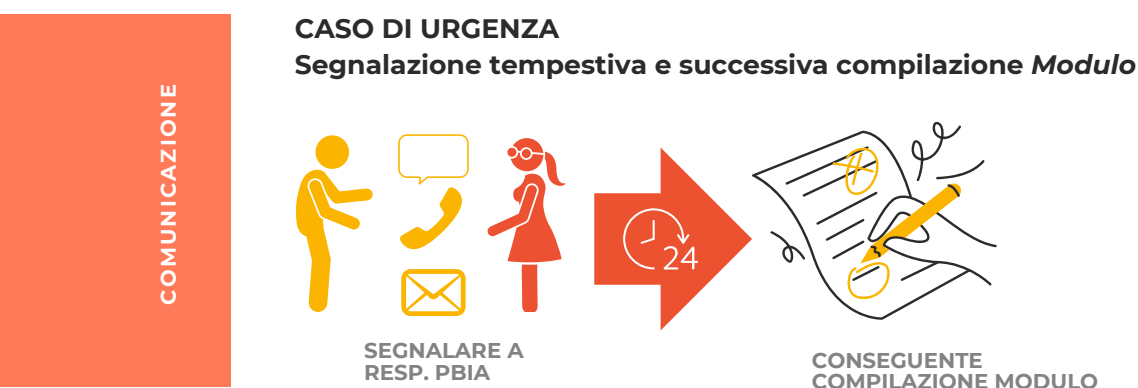 COMUNICAZIONE
CASO DI URGENZA
Segnalazione tempestiva e successiva compilazione Modulo
24
SEGNALARE A
RESP. PBIA
CONSEGUENTE
COMPILAZIONE MODULO